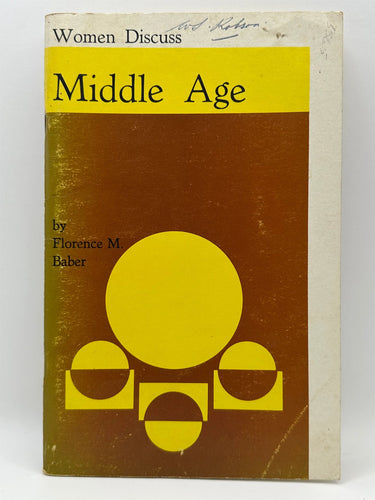 Women Discuss
Middle Age
by
Florence M.
Baber